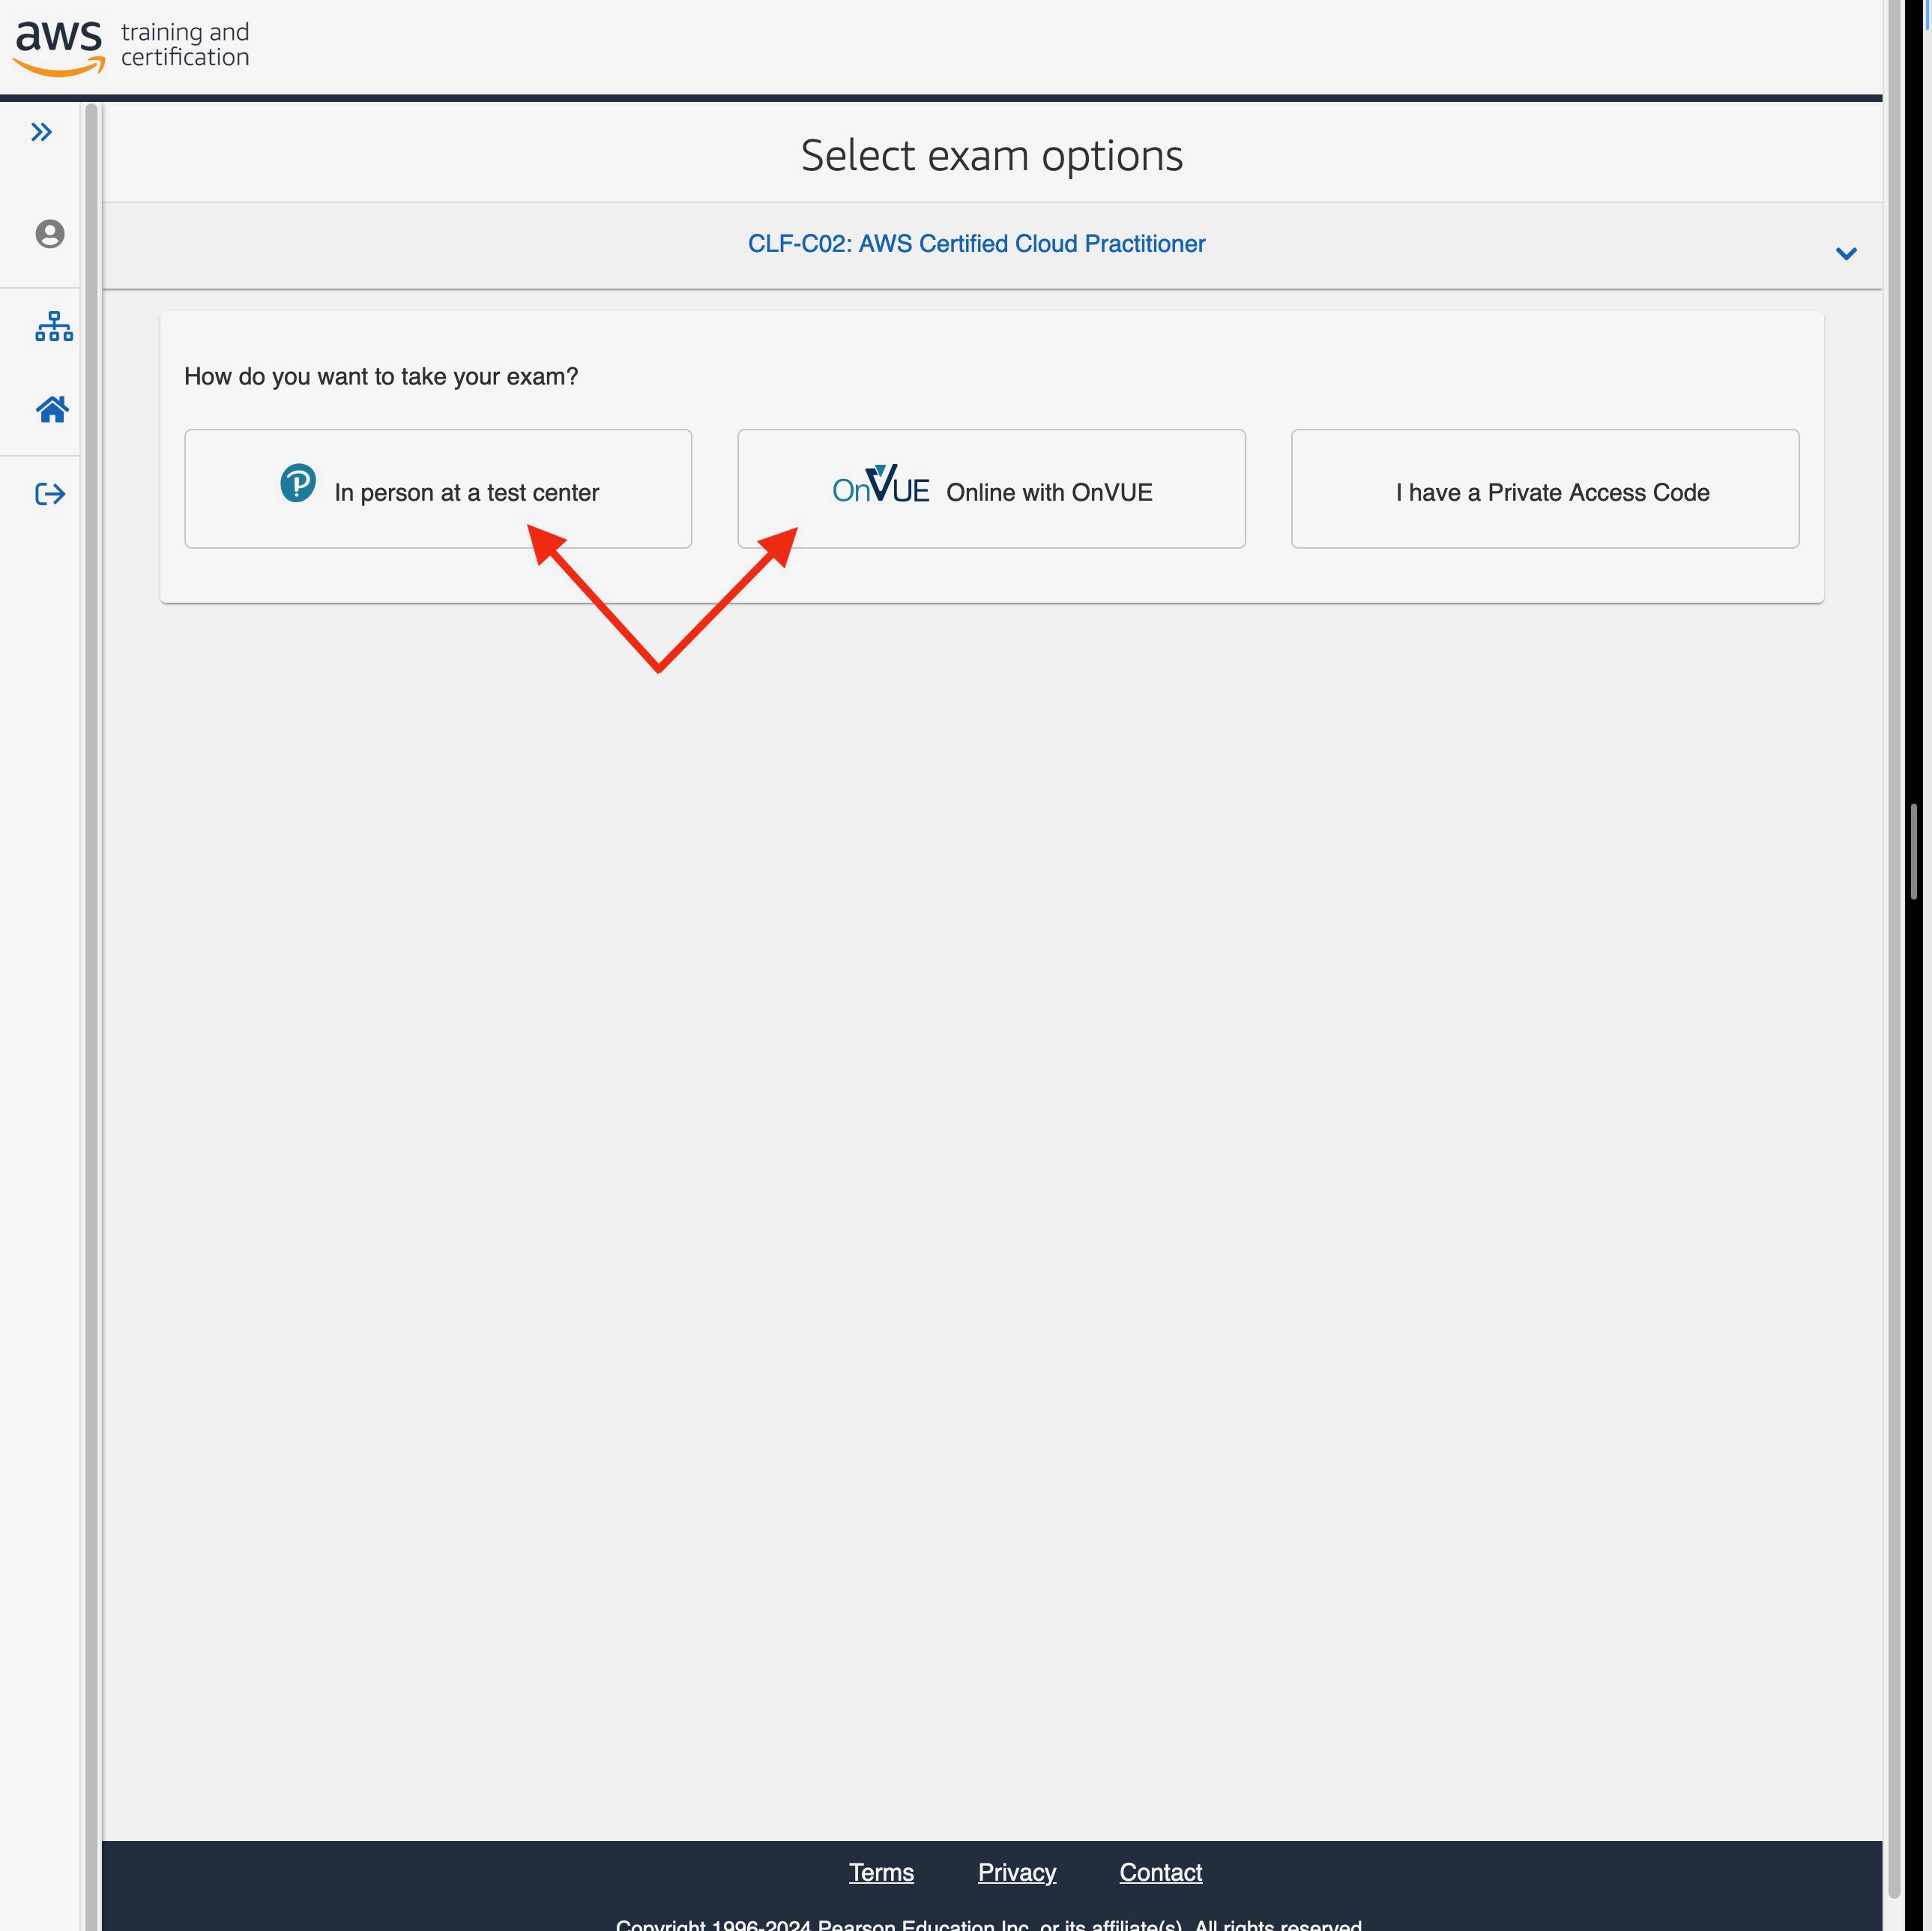 aws training and
certification
Select exam options
CLF-C02: AWS Certified Cloud Practitioner
How do you want to take your exam?
In person at a test center
OnVUE Online with OnVUE
I have a Private Access Code
Terms Privacy Contact
Copyright 1996-2024 Pearson Education Inc. or its affiliate(s). All rights reserved.